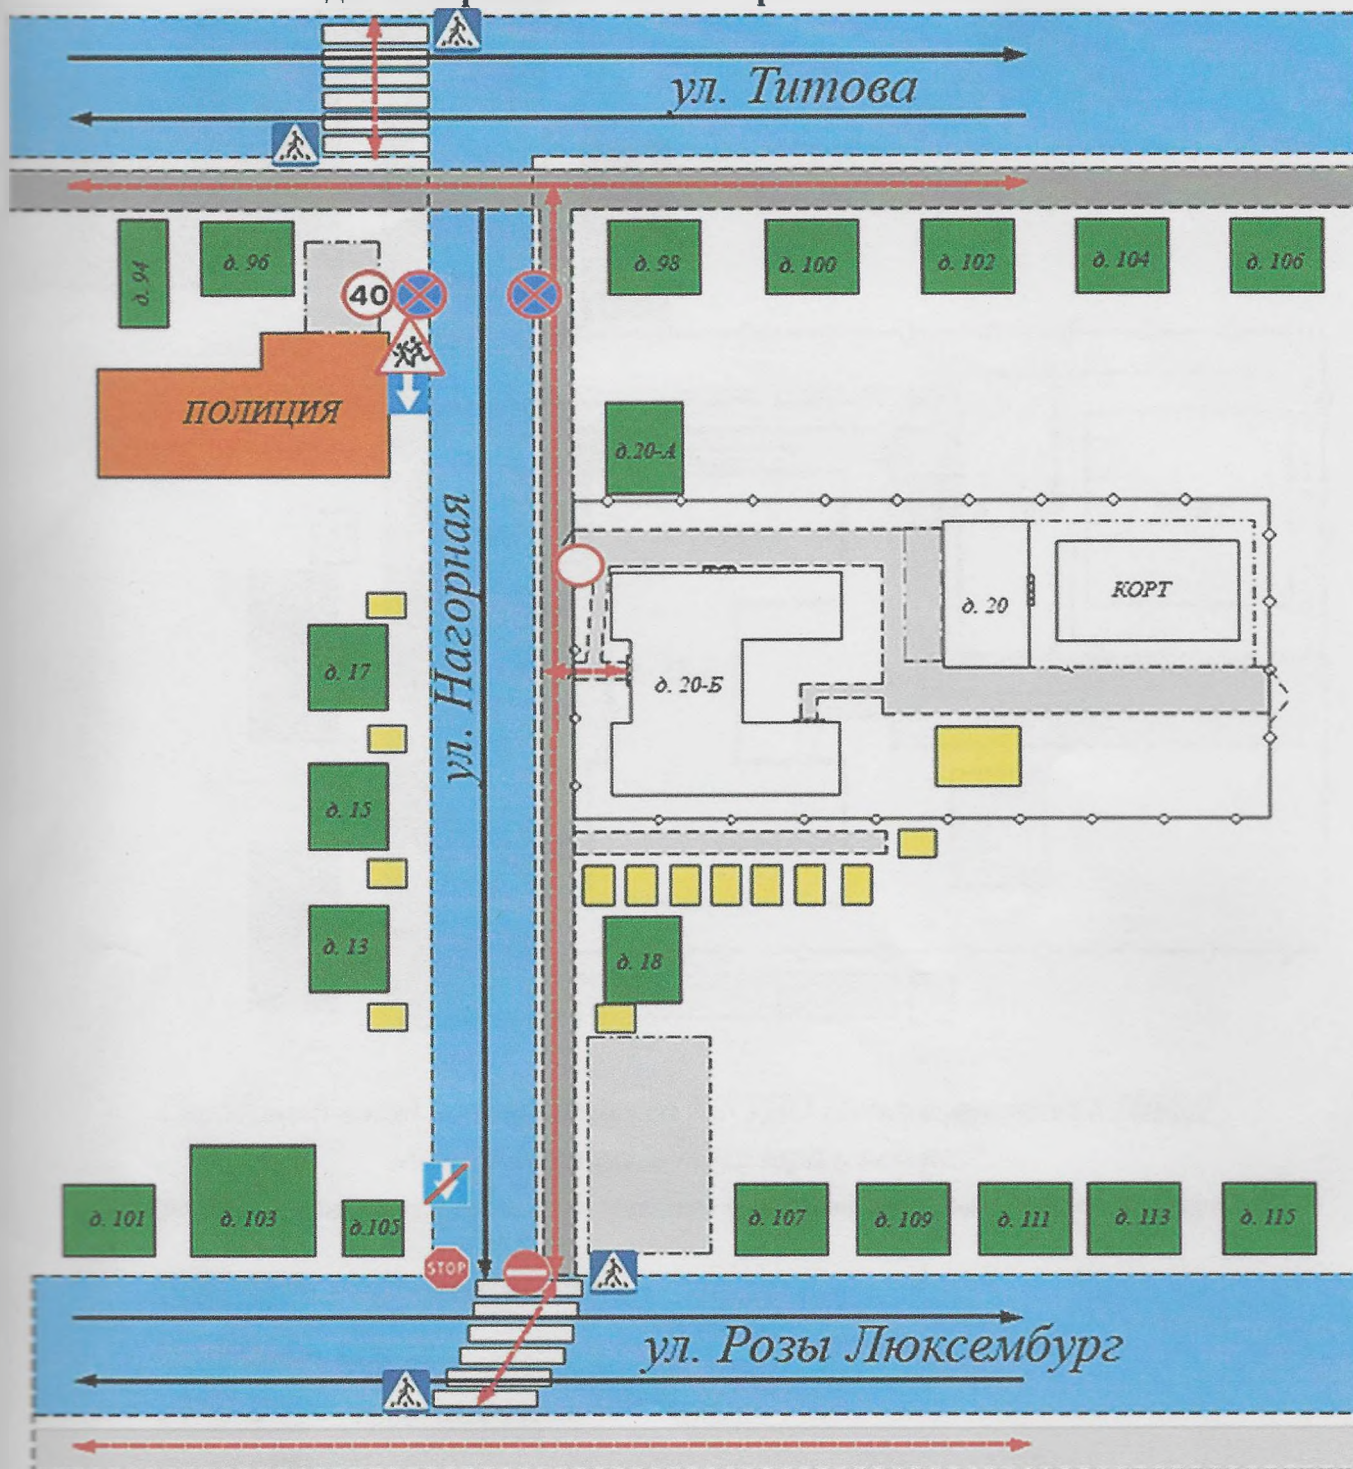 ул. Титова
д. 94
д. 96
д. 98
д. 100
д. 102
д. 104
д. 106
40
ПОЛИЦИЯ
д.20-А
ул. Нагорная
д. 20
КОРТ
д. 17
д. 20-Б
д. 15
д. 13
д. 18
д. 101
д. 103
д.105
д. 107
д. 109
д. 111
д. 113
д. 115
STOP
ул. Розы Люксембург